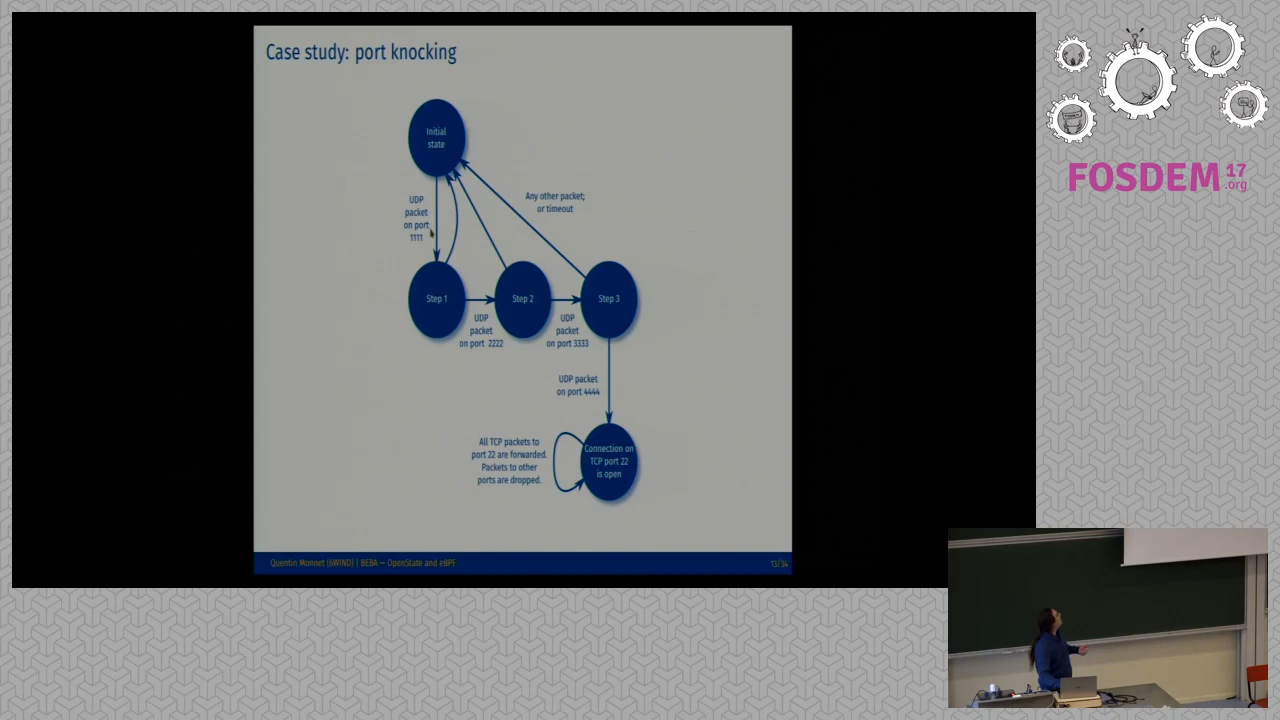 Case study: port knocking
Initial
state
UDP
packet
on port
1111
Any other packet;
or timeout
Step 1
Step 2
Step 3
UDP
packet
on port 2222
UDP
packet
on port 3333
UDP packet
on port 4444
All TCP packets to
port 22 are forwarded.
Packets to other
ports are dropped.
Connection on
TCP port 22
is open
Quentin Monnet (6WIND) | BEBA — OpenState and eBPF
13/34
FOSDEM 17
.org